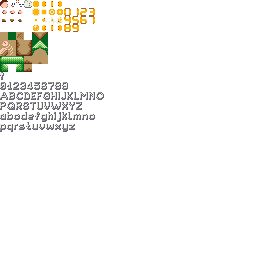 0123
4567
89
!
0123456789
ABCDEFGHIJKLMNO
PQRSTUVWXYZ
abcdefghijklmno
pqrstuvwxyz